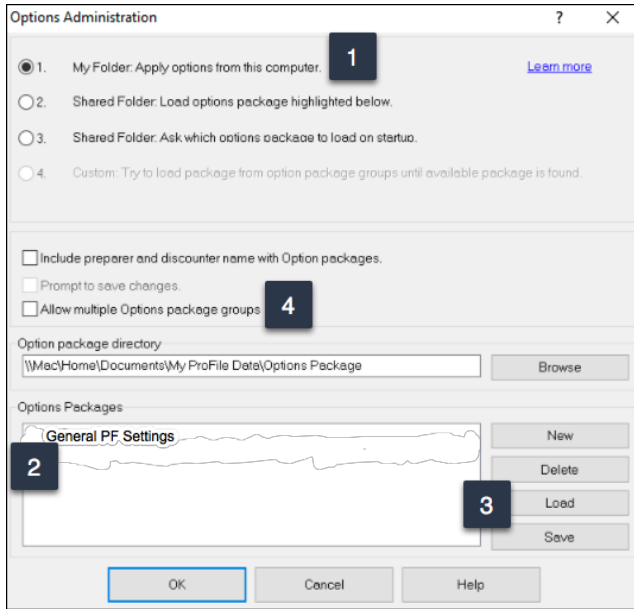 Options Administration ? ×
1. My Folder: Apply options from this computer. 1 Learn more
2. Shared Folder: Load options package highlighted below.
3. Shared Folder: Ask which options package to load on startup.
4. Custom: Try to load package from option package groups until available package is found.
Include preparer and discounter name with Option packages.
Prompt to save changes.
Allow multiple Options package groups 4
Option package directory
\\Mac\Home\Documents\My ProFile Data\Options Package Browse
Options Packages
General PF Settings New
2 Delete
3 Load
Save
OK Cancel Help